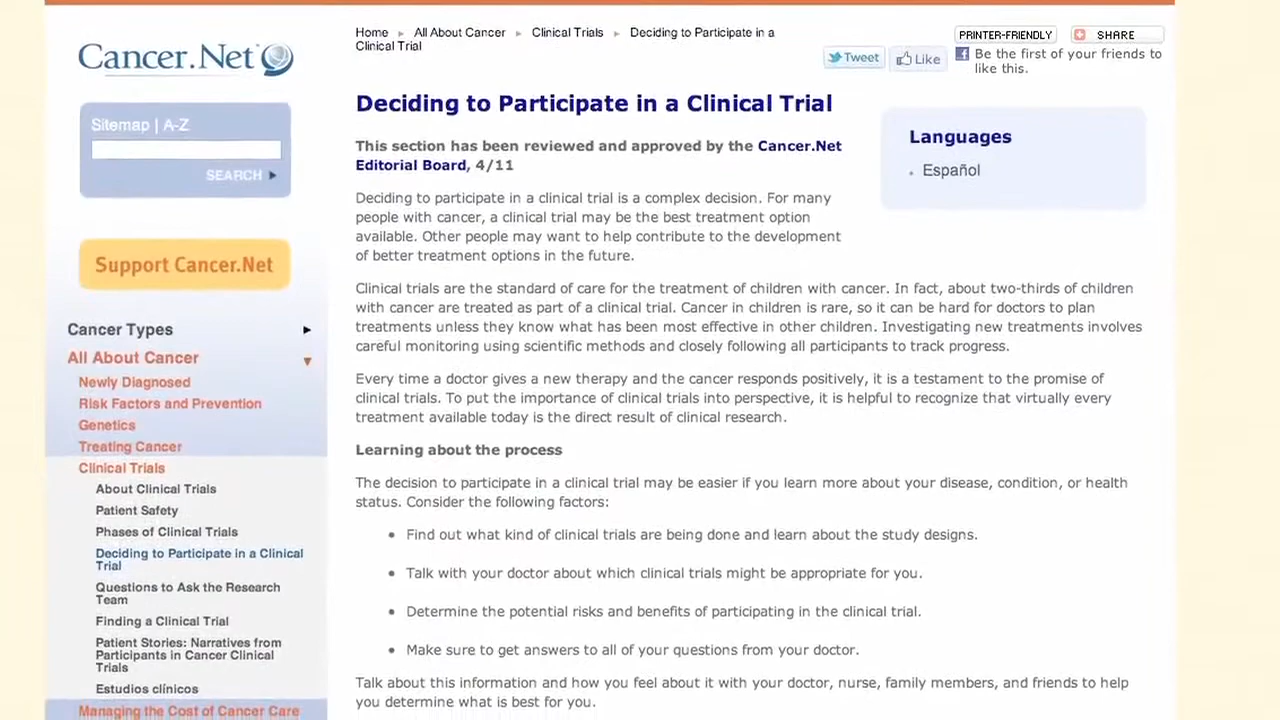 Home ▸ All About Cancer ▸ Clinical Trials ▸ Deciding to Participate in a
Clinical Trial
PRINTER-FRIENDLY
SHARE
Tweet
Like
Be the first of your friends to
like this.
Cancer.Net
Sitemap | A-Z
SEARCH ▸
Support Cancer.Net
Cancer Types
All About Cancer
Newly Diagnosed
Risk Factors and Prevention
Genetics
Treating Cancer
Clinical Trials
About Clinical Trials
Patient Safety
Phases of Clinical Trials
Deciding to Participate in a Clinical
Trial
Questions to Ask the Research
Team
Finding a Clinical Trial
Patient Stories: Narratives from
Participants in Cancer Clinical
Trials
Estudios clínicos
Managing the Cost of Cancer Care
Deciding to Participate in a Clinical Trial
This section has been reviewed and approved by the Cancer.Net
Editorial Board, 4/11
Deciding to participate in a clinical trial is a complex decision. For many
people with cancer, a clinical trial may be the best treatment option
available. Other people may want to help contribute to the development
of better treatment options in the future.
Clinical trials are the standard of care for the treatment of children with cancer. In fact, about two-thirds of children
with cancer are treated as part of a clinical trial. Cancer in children is rare, so it can be hard for doctors to plan
treatments unless they know what has been most effective in other children. Investigating new treatments involves
careful monitoring using scientific methods and closely following all participants to track progress.
Every time a doctor gives a new therapy and the cancer responds positively, it is a testament to the promise of
clinical trials. To put the importance of clinical trials into perspective, it is helpful to recognize that virtually every
treatment available today is the direct result of clinical research.
Learning about the process
The decision to participate in a clinical trial may be easier if you learn more about your disease, condition, or health
status. Consider the following factors:
• Find out what kind of clinical trials are being done and learn about the study designs.
• Talk with your doctor about which clinical trials might be appropriate for you.
• Determine the potential risks and benefits of participating in the clinical trial.
• Make sure to get answers to all of your questions from your doctor.
Talk about this information and how you feel about it with your doctor, nurse, family members, and friends to help
you determine what is best for you.
Languages
• Español